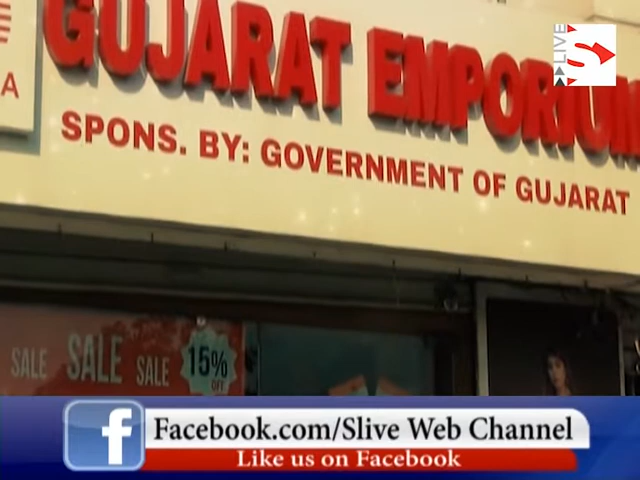 E
A
GUJARAT EMPORIUM
SPONS. BY: GOVERNMENT OF GUJARAT
LIVE
S
SALE SALE SALE
15%
OFF
f
Facebook.com/Slive Web Channel
Like us on Facebook